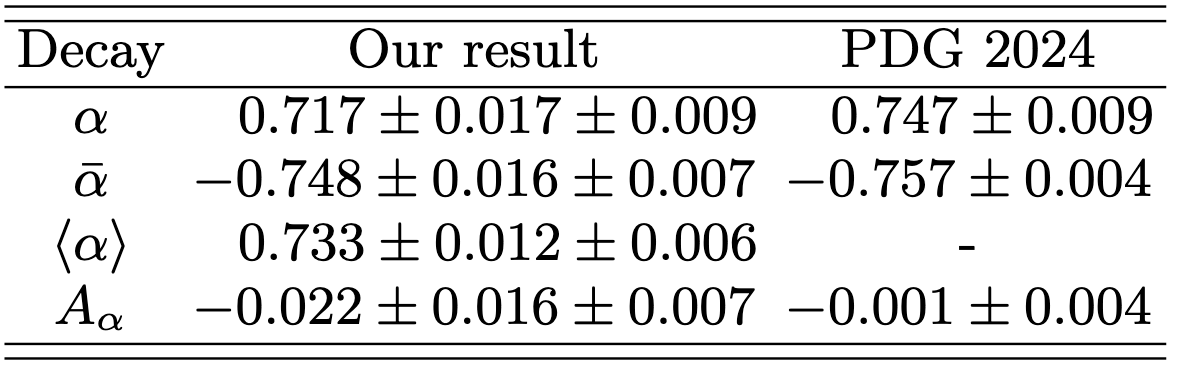 Decay Our result PDG 2024
α 0.717 ± 0.017 ± 0.009 0.747 ± 0.009
ᾱ −0.748 ± 0.016 ± 0.007 −0.757 ± 0.004
⟨α⟩ 0.733 ± 0.012 ± 0.006 -
A_α −0.022 ± 0.016 ± 0.007 −0.001 ± 0.004